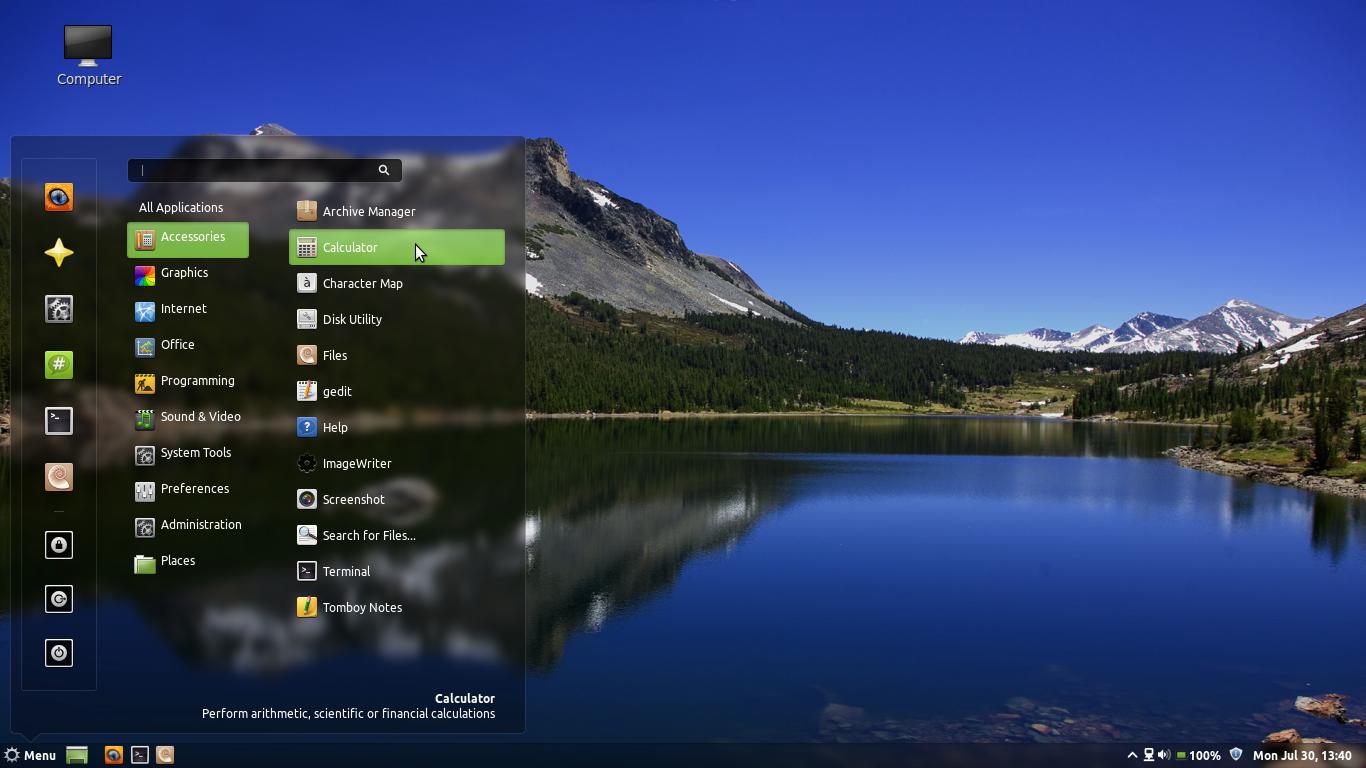 Computer
All Applications
Accessories
Graphics
Internet
Office
Programming
Sound & Video
System Tools
Preferences
Administration
Places
Archive Manager
Calculator
Character Map
Disk Utility
Files
gedit
Help
ImageWriter
Screenshot
Search for Files...
Terminal
Tomboy Notes
Calculator
Perform arithmetic, scientific or financial calculations
Menu
100%
Mon Jul 30, 13:40